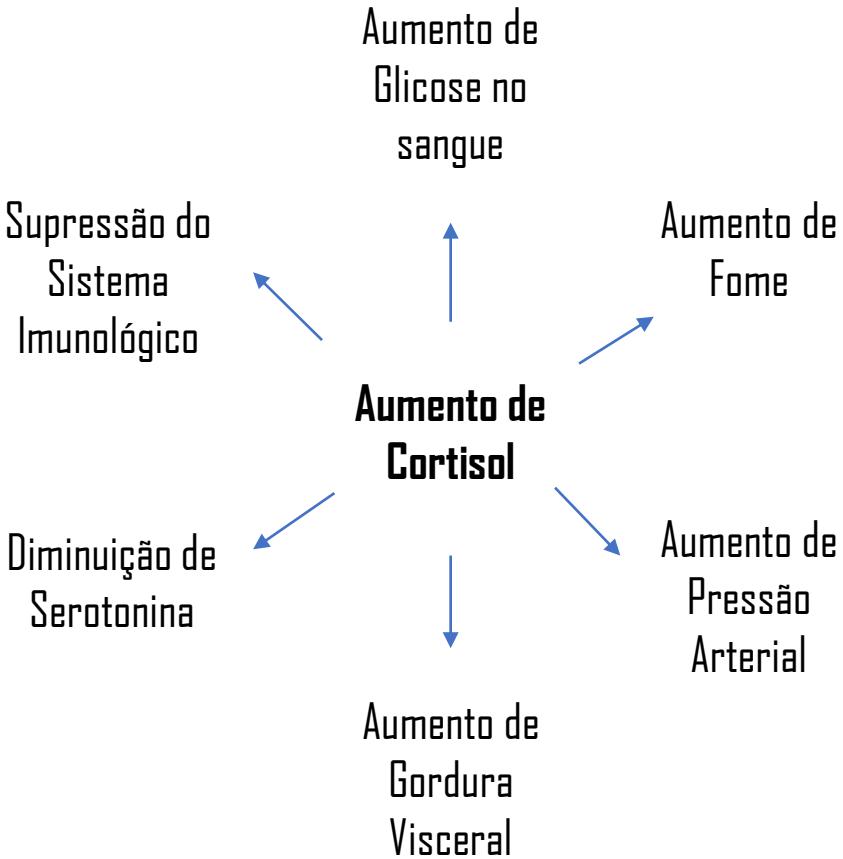 Aumento de
Glicose no
sangue
Supressão do
Sistema
Imunológico
Aumento de
Fome
Aumento de
Cortisol
Diminuição de
Serotonina
Aumento de
Pressão
Arterial
Aumento de
Gordura
Visceral